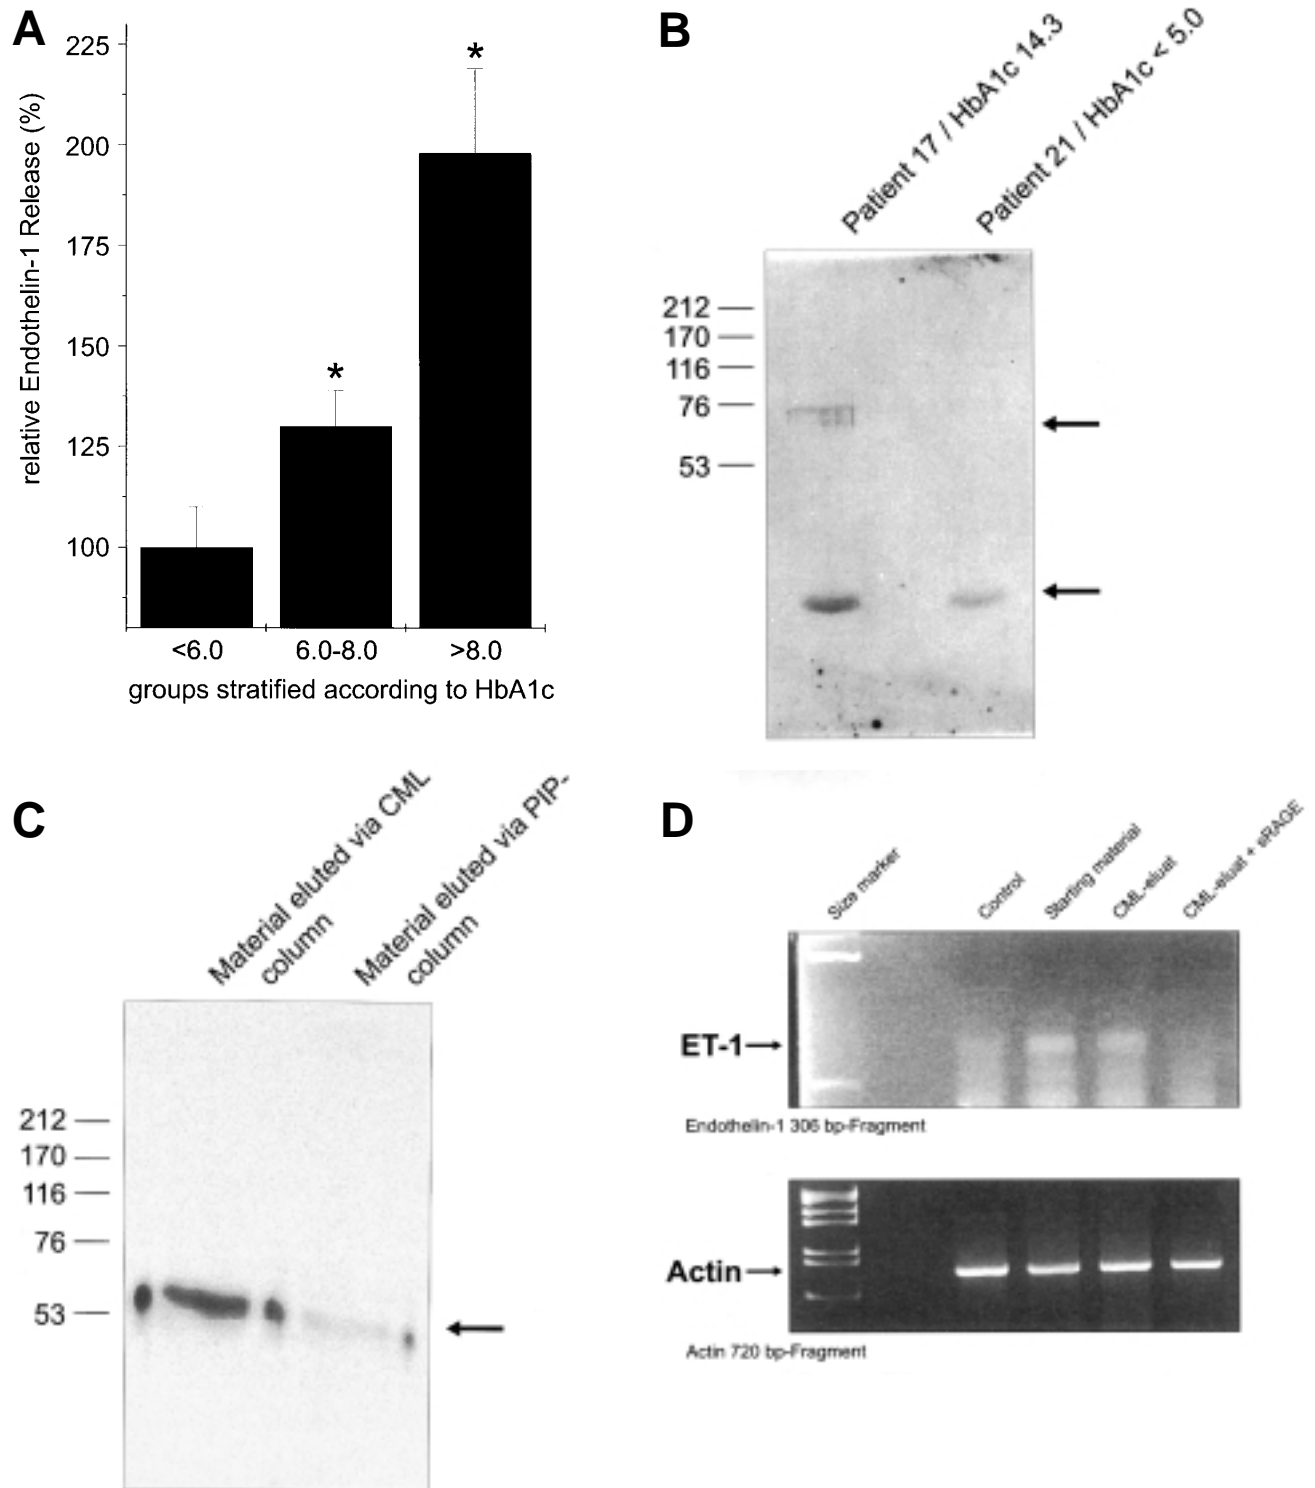 A
225
200
175
150
125
100
relative Endothelin-1 Release (%)
*
*
<6.0
6.0-8.0
>8.0
groups stratified according to HbA1c
B
Patient 17 / HbA1c 14.3
Patient 21 / HbA1c < 5.0
212
170
116
76
53
C
Material eluted via CML
column
Material eluted via PIP-
column
212
170
116
76
53
D
Size marker
Control
Starting material
CML-eluat
CML-eluat + sRAGE
ET-1
Endothelin-1 306 bp-Fragment
Actin
Actin 720 bp-Fragment